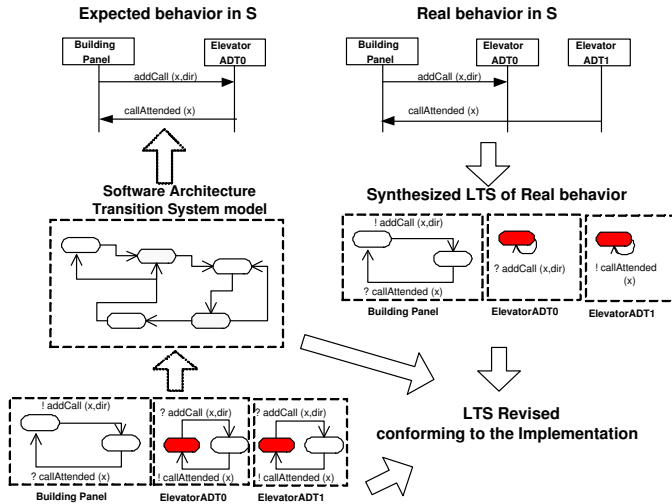 Expected behavior in S
Building
Panel
Elevator
ADT0
addCall (x,dir)
callAttended (x)
Real behavior in S
Building
Panel
Elevator
ADT0
Elevator
ADT1
addCall (x,dir)
callAttended (x)
Software Architecture
Transition System model
Synthesized LTS of Real behavior
! addCall (x,dir)
? callAttended (x)
Building Panel
? addCall (x,dir)
ElevatorADT0
! callAttended
(x)
ElevatorADT1
! addCall (x,dir)
? callAttended (x)
Building Panel
? addCall (x,dir)
! callAttended (x)
ElevatorADT0
? addCall (x,dir)
! callAttended (x)
ElevatorADT1
LTS Revised
conforming to the Implementation